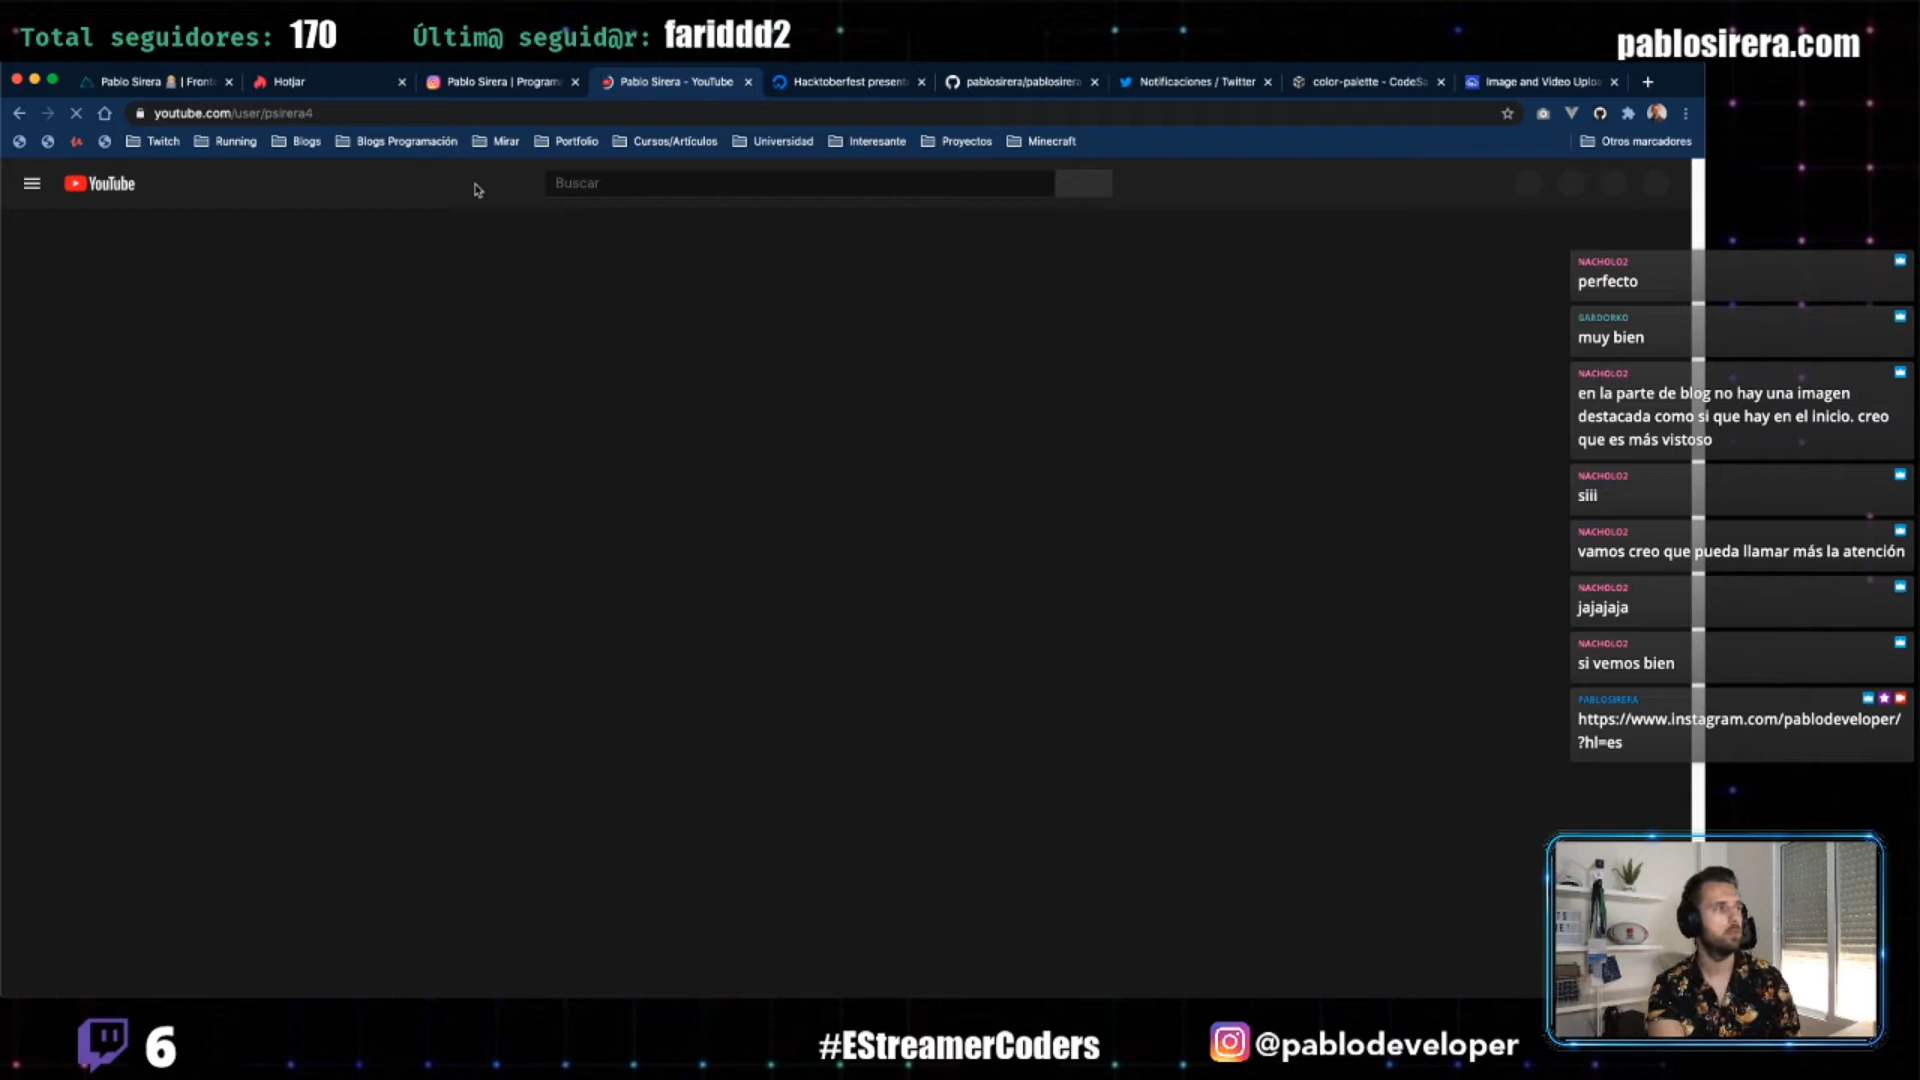 Total seguidores: 170
Últim@ seguid@r: fariddd2
pablosirera.com
Pablo Sirera | Front
Hotjar
Pablo Sirera | Program
Pablo Sirera - YouTube
Hacktoberfest present
pablosirera/pablosirera
Notificaciones / Twitter
color-palette - CodeSa
Image and Video Uplo
youtube.com/user/psirera4
Twitch
Running
Blogs
Blogs Programación
Mirar
Portfolio
Cursos/Artículos
Universidad
Interesante
Proyectos
Minecraft
Otros marcadores
YouTube
Buscar
NACHOLO2
perfecto
GARDORKO
muy bien
NACHOLO2
en la parte de blog no hay una imagen
destacada como si que hay en el inicio. creo
que es más vistoso
NACHOLO2
siii
NACHOLO2
vamos creo que pueda llamar más la atención
NACHOLO2
jajajaja
NACHOLO2
si vemos bien
PABLOSIRERA
https://www.instagram.com/pablodeveloper/
?hl=es
6
#EStreamerCoders
@pablodeveloper